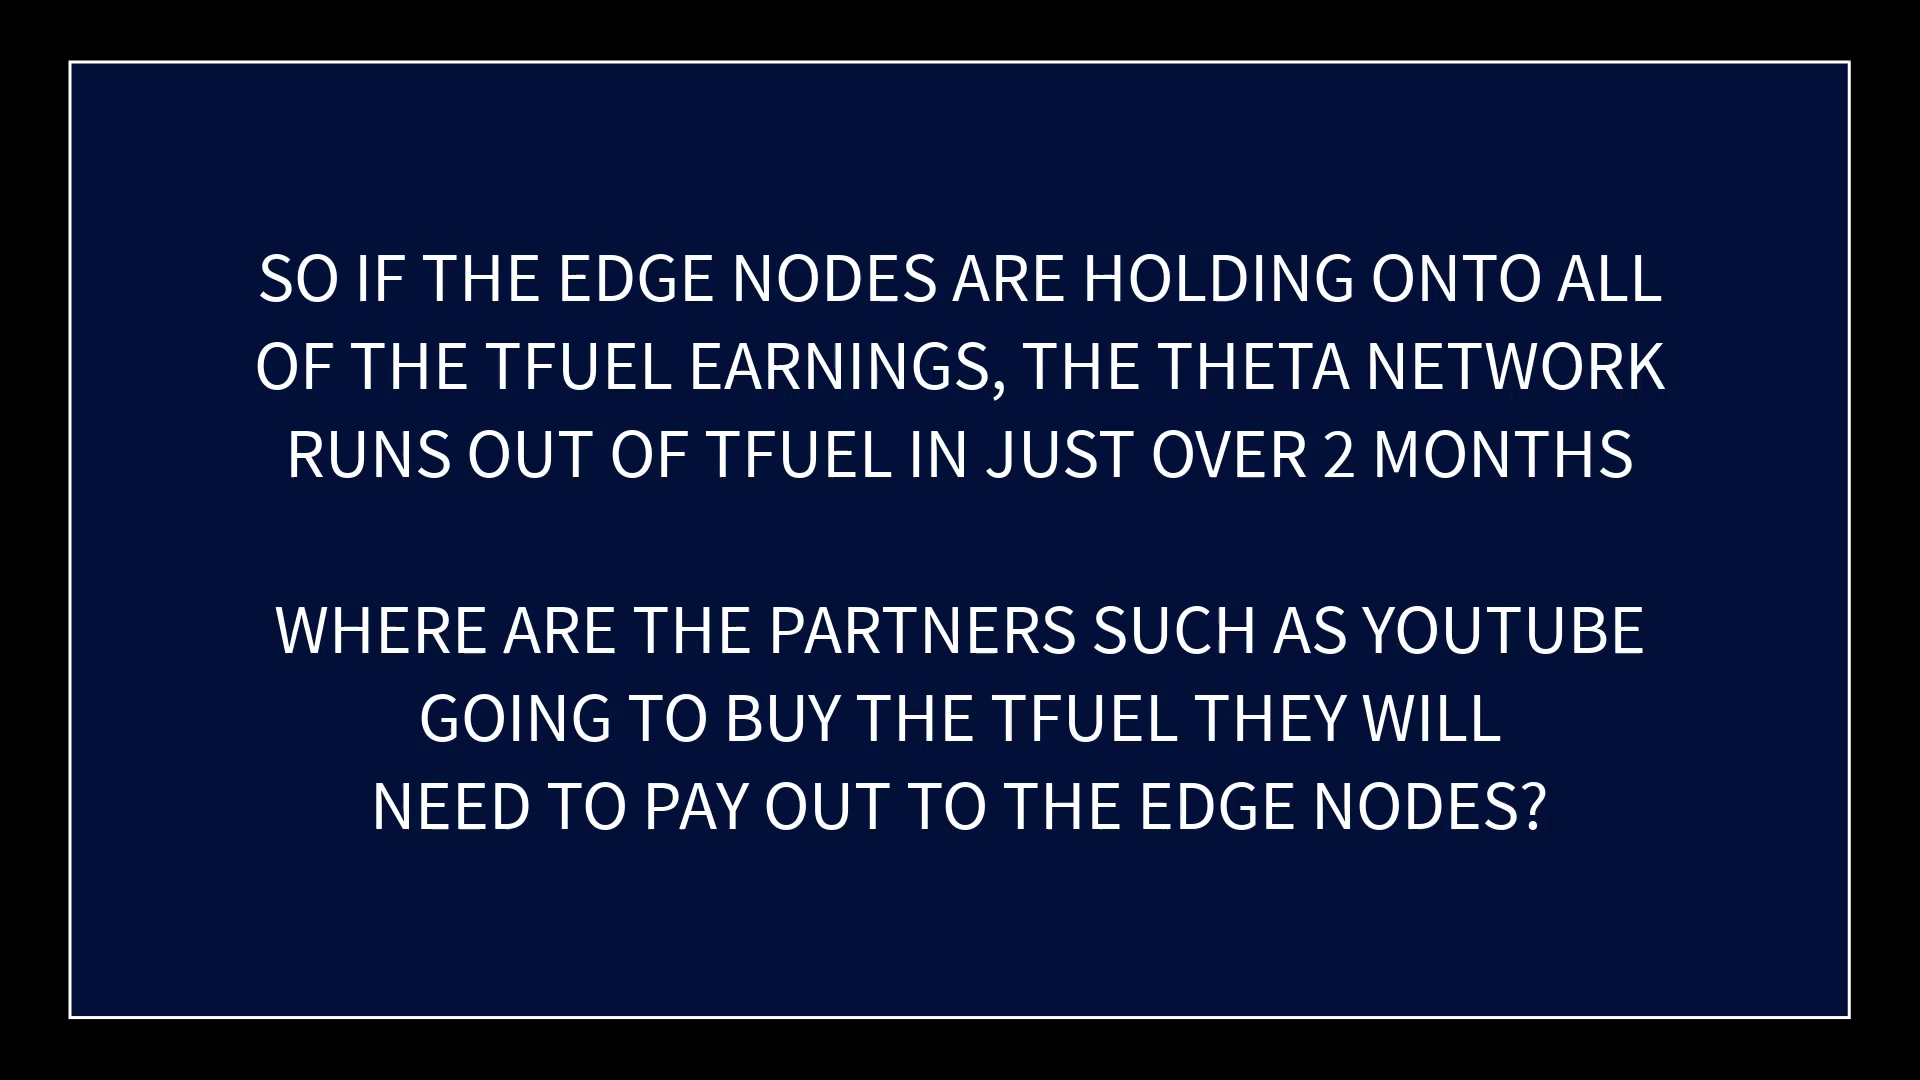 SO IF THE EDGE NODES ARE HOLDING ONTO ALL
OF THE TFUEL EARNINGS, THE THETA NETWORK
RUNS OUT OF TFUEL IN JUST OVER 2 MONTHS
WHERE ARE THE PARTNERS SUCH AS YOUTUBE
GOING TO BUY THE TFUEL THEY WILL
NEED TO PAY OUT TO THE EDGE NODES?